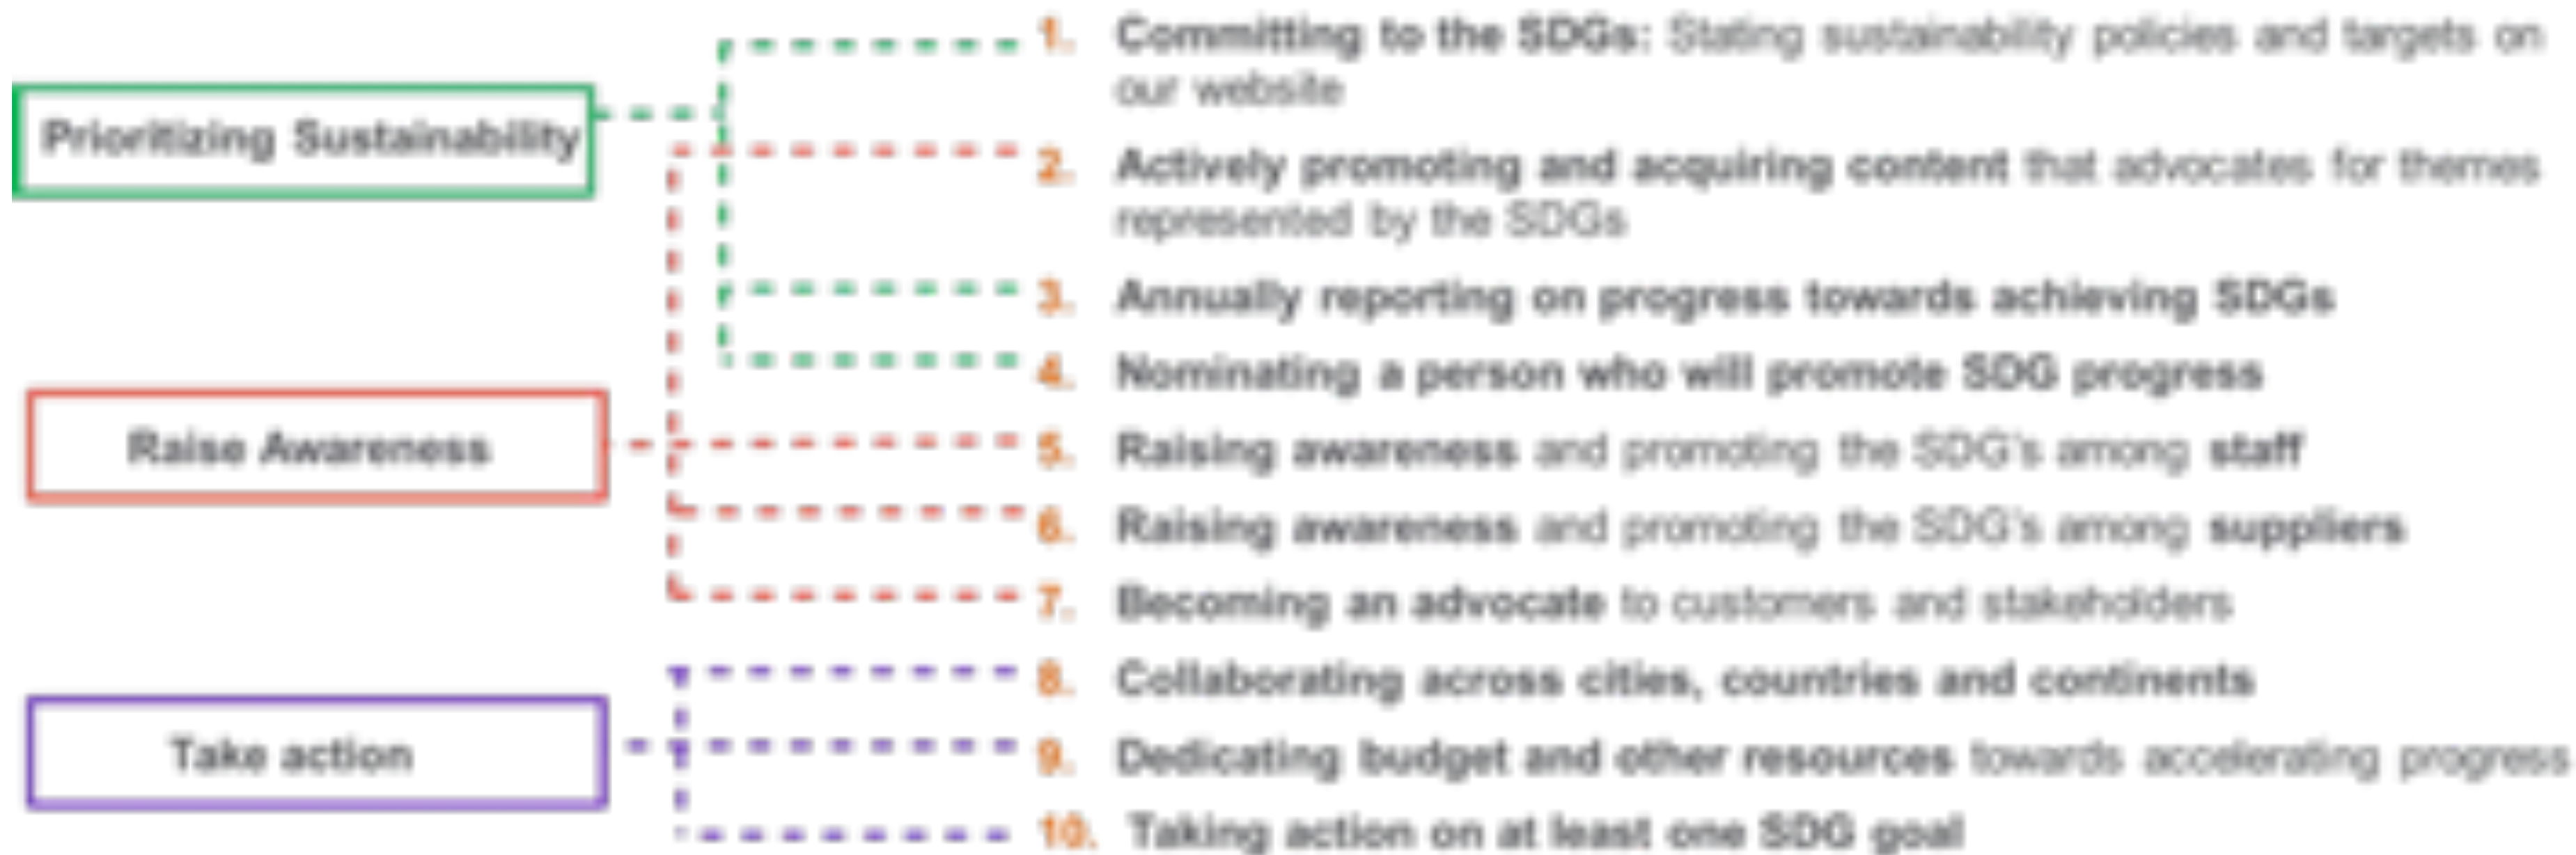 Prioritizing Sustainability
Raise Awareness
Take action
1. Committing to the SDGs: Stating sustainability policies and targets on
our website
2. Actively promoting and acquiring content that advocates for themes
represented by the SDGs
3. Annually reporting on progress towards achieving SDGs
4. Nominating a person who will promote SDG progress
5. Raising awareness and promoting the SDG's among staff
6. Raising awareness and promoting the SDG's among suppliers
7. Becoming an advocate to customers and stakeholders
8. Collaborating across cities, countries and continents
9. Dedicating budget and other resources towards accelerating progress
10. Taking action on at least one SDG goal